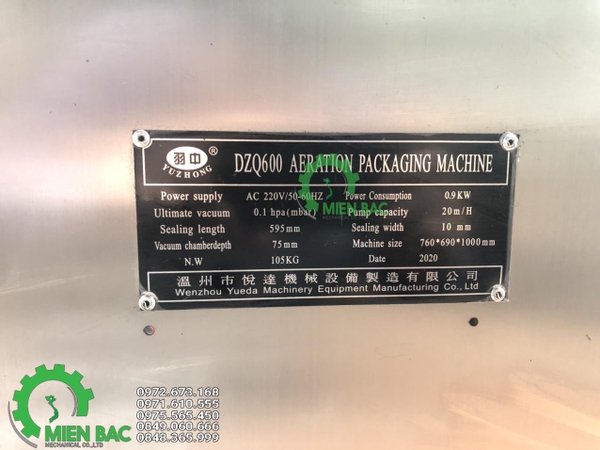 羽中
YUZHONG ®
DZQ600 AERATION PACKAGING MACHINE
Power supply AC 220V/50-60HZ Power Consumption 0.9KW
Ultimate vacuum 0.1 hpa(mbar) Pump capacity 20m/H
Sealing length 595mm Sealing width 10 mm
Vacuum chamberdepth 75mm Machine size 760*690*1000mm
N.W 105KG Date 2020
溫州市悅達機械設備製造有限公司
Wenzhou Yueda Machinery Equipment Manufacturing Co.,Ltd
MIEN BAC
MIEN BAC
MECHANICAL CO.,LTD
0972.673.168
0971.610.555
0975.565.450
0849.060.666
0848.365.999